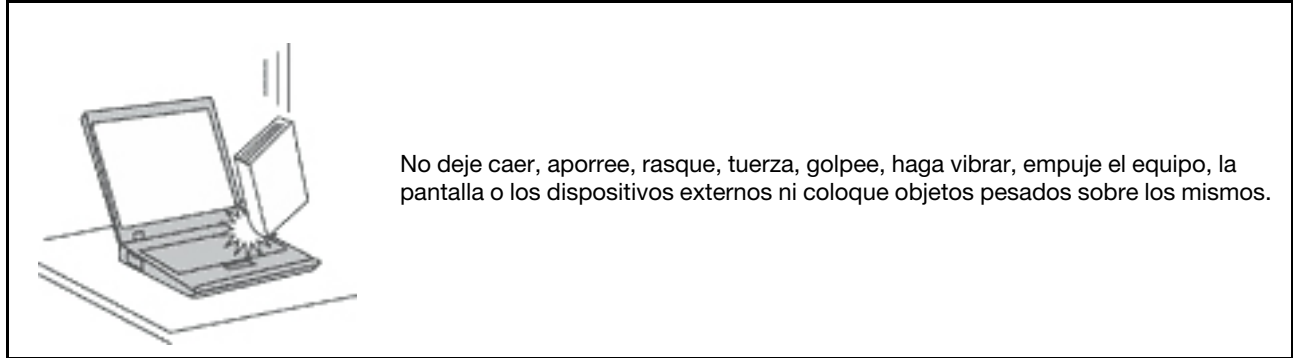 No deje caer, aporree, rasque, tuerza, golpee, haga vibrar, empuje el equipo, la
pantalla o los dispositivos externos ni coloque objetos pesados sobre los mismos.